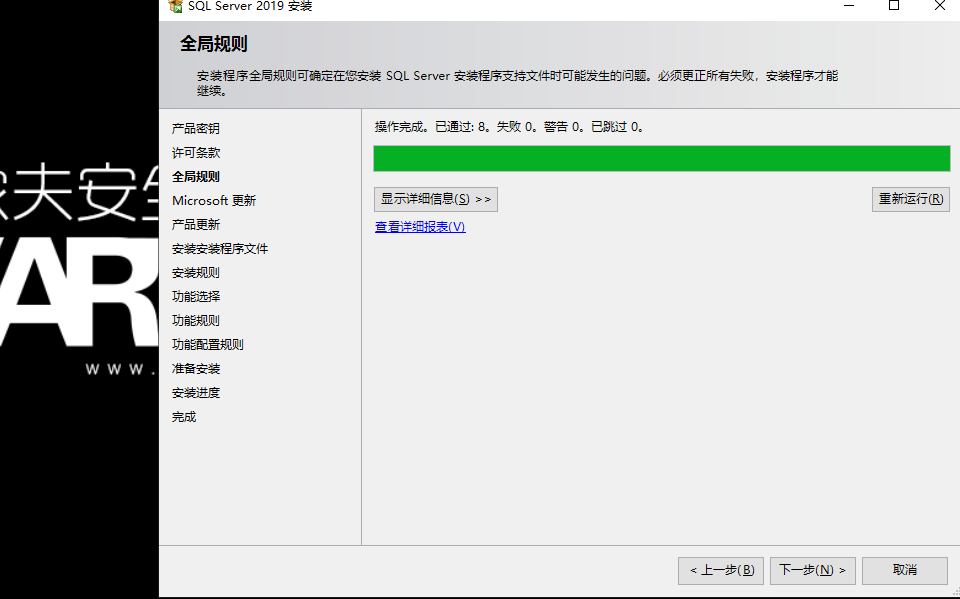 SQL Server 2019 安装
全局规则
安装程序全局规则可确定在您安装 SQL Server 安装程序支持文件时可能发生的问题。必须更正所有失败，安装程序才能
继续。
产品密钥
许可条款
全局规则
Microsoft 更新
产品更新
安装安装程序文件
安装规则
功能选择
功能规则
功能配置规则
准备安装
安装进度
完成
操作完成。已通过: 8。失败 0。警告 0。已跳过 0。
显示详细信息(S) >>
重新运行(R)
查看详细报表(V)
夫安
AR
www.
< 上一步(B)
下一步(N) >
取消